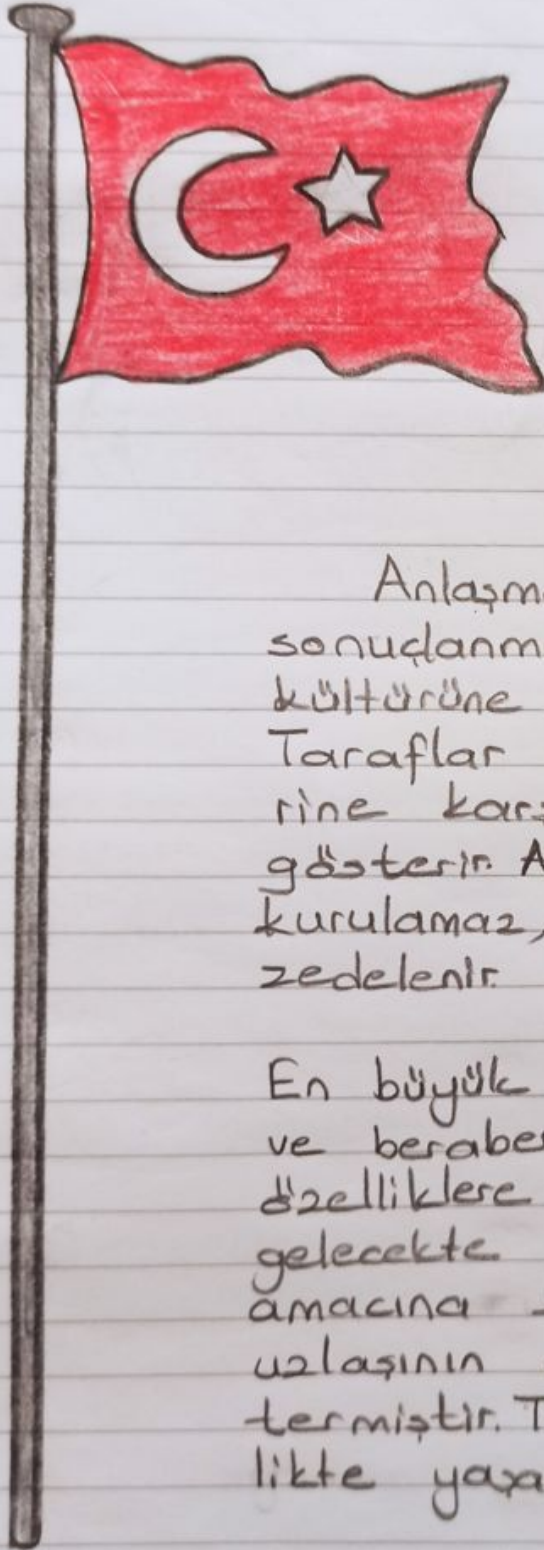 Anlaşm
sonuçlanm
kültürüne
Taraflar
rine karş
gösterir. A
kurulamaz,
zedelenir.
En büyük
ve beraber
özelliklere
gelecekte
amacına
uzlaşının
termiştir. T
likte yaşa